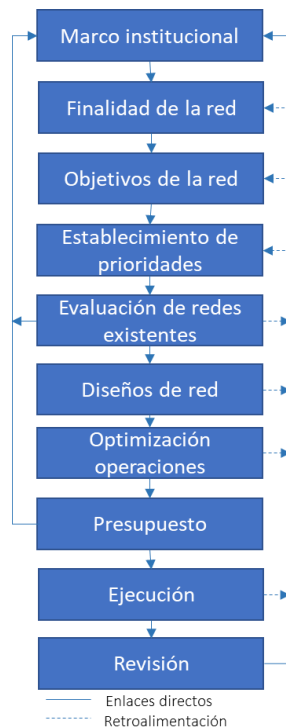 Marco institucional
Finalidad de la red
Objetivos de la red
Establecimiento de
prioridades
Evaluación de redes
existentes
Diseños de red
Optimización
operaciones
Presupuesto
Ejecución
Revisión
Enlaces directos
Retroalimentación